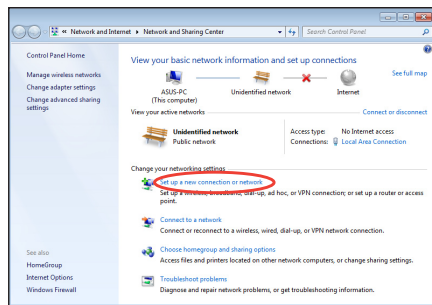 « Network and Internet ▸ Network and Sharing Center
Search Control Panel
Control Panel Home
Manage wireless networks
Change adapter settings
Change advanced sharing
settings
View your basic network information and set up connections
See full map
ASUS-PC
(This computer)
Unidentified network
Internet
View your active networks
Connect or disconnect
Unidentified network
Public network
Access type: No Internet access
Connections: Local Area Connection
Change your networking settings
Set up a new connection or network
Set up a wireless, broadband, dial-up, ad hoc, or VPN connection; or set up a router or access
point.
Connect to a network
Connect or reconnect to a wireless, wired, dial-up, or VPN network connection.
Choose homegroup and sharing options
Access files and printers located on other network computers, or change sharing settings.
Troubleshoot problems
Diagnose and repair network problems, or get troubleshooting information.
See also
HomeGroup
Internet Options
Windows Firewall